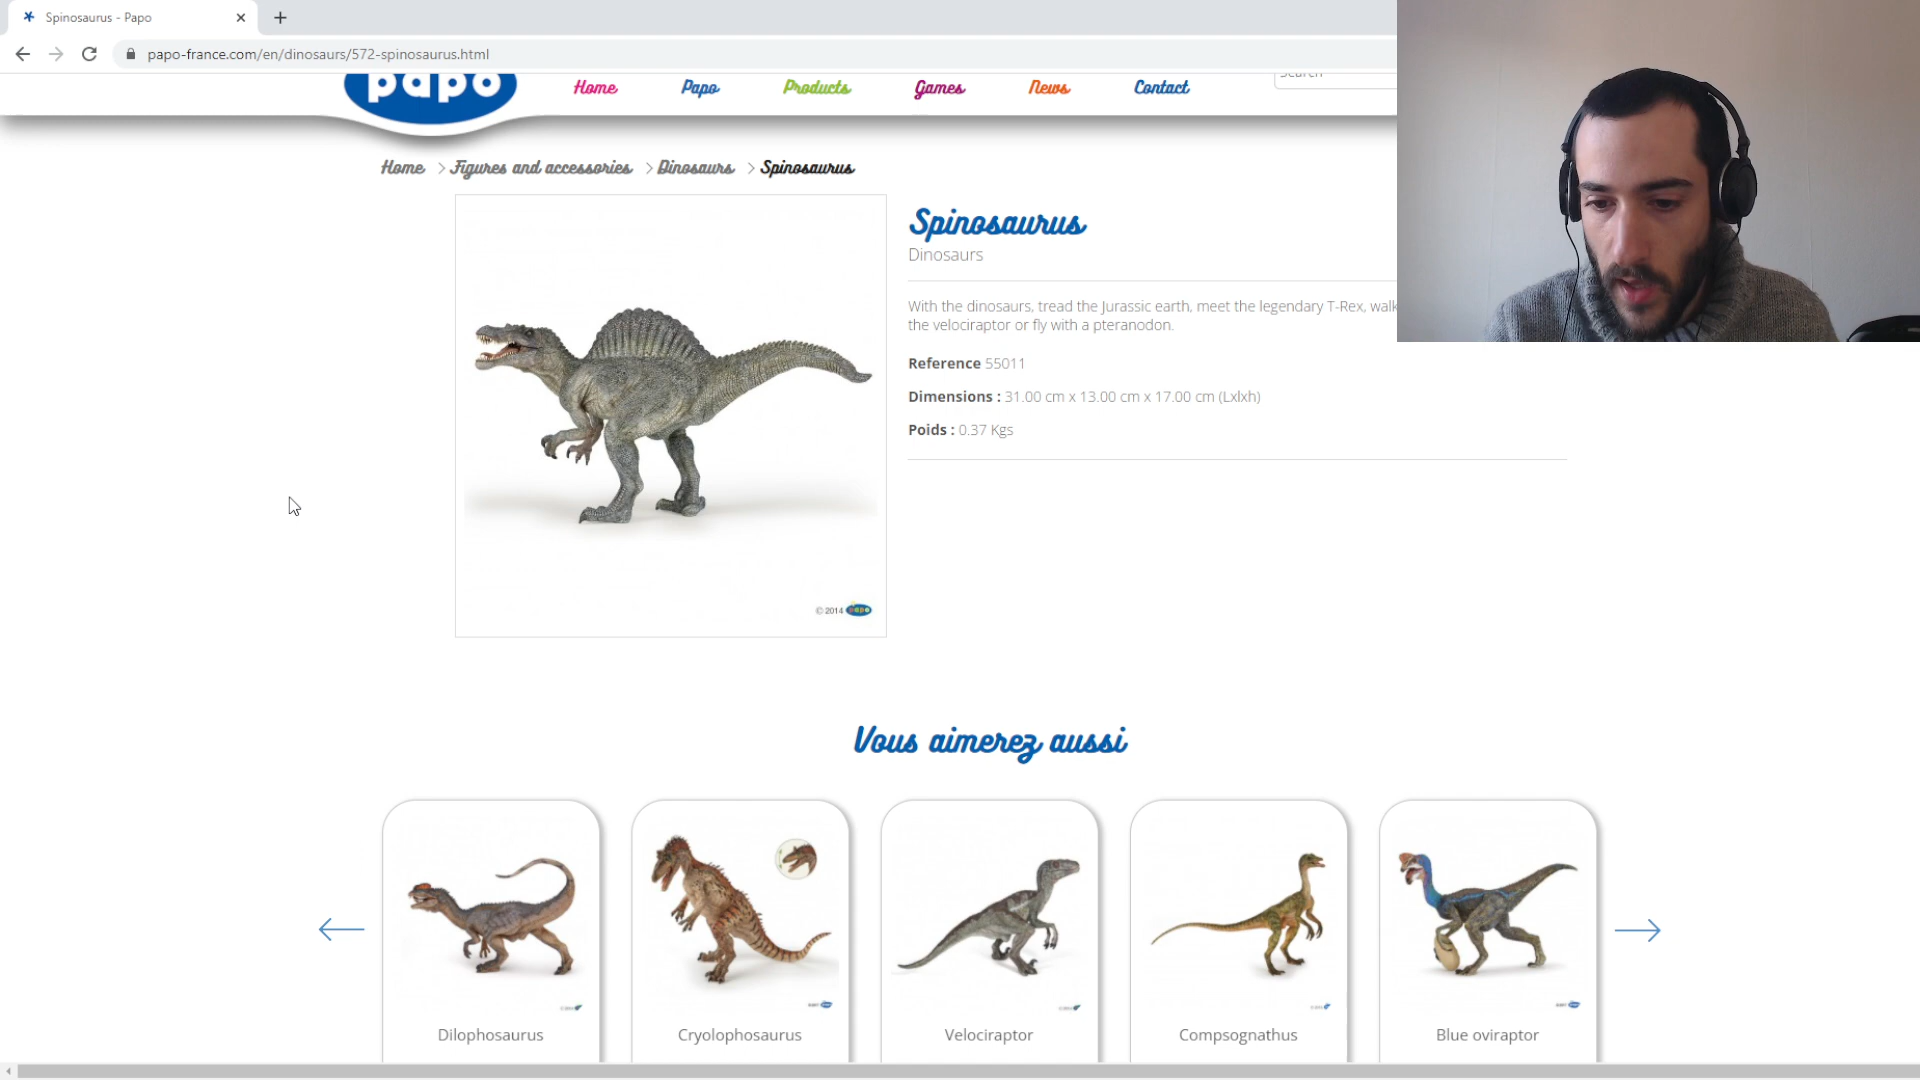 Spinosaurus - Papo
papo-france.com/en/dinosaurs/572-spinosaurus.html
papo
Home Papo Products Games News Contact
Search
Home > Figures and accessories > Dinosaurs > Spinosaurus
Spinosaurus
Dinosaurs
With the dinosaurs, tread the Jurassic earth, meet the legendary T-Rex, walk
the velociraptor or fly with a pteranodon.
Reference 55011
Dimensions : 31.00 cm x 13.00 cm x 17.00 cm (Lxlxh)
Poids : 0.37 Kgs
© 2014 papo
Vous aimerez aussi
Dilophosaurus Cryolophosaurus Velociraptor Compsognathus Blue oviraptor